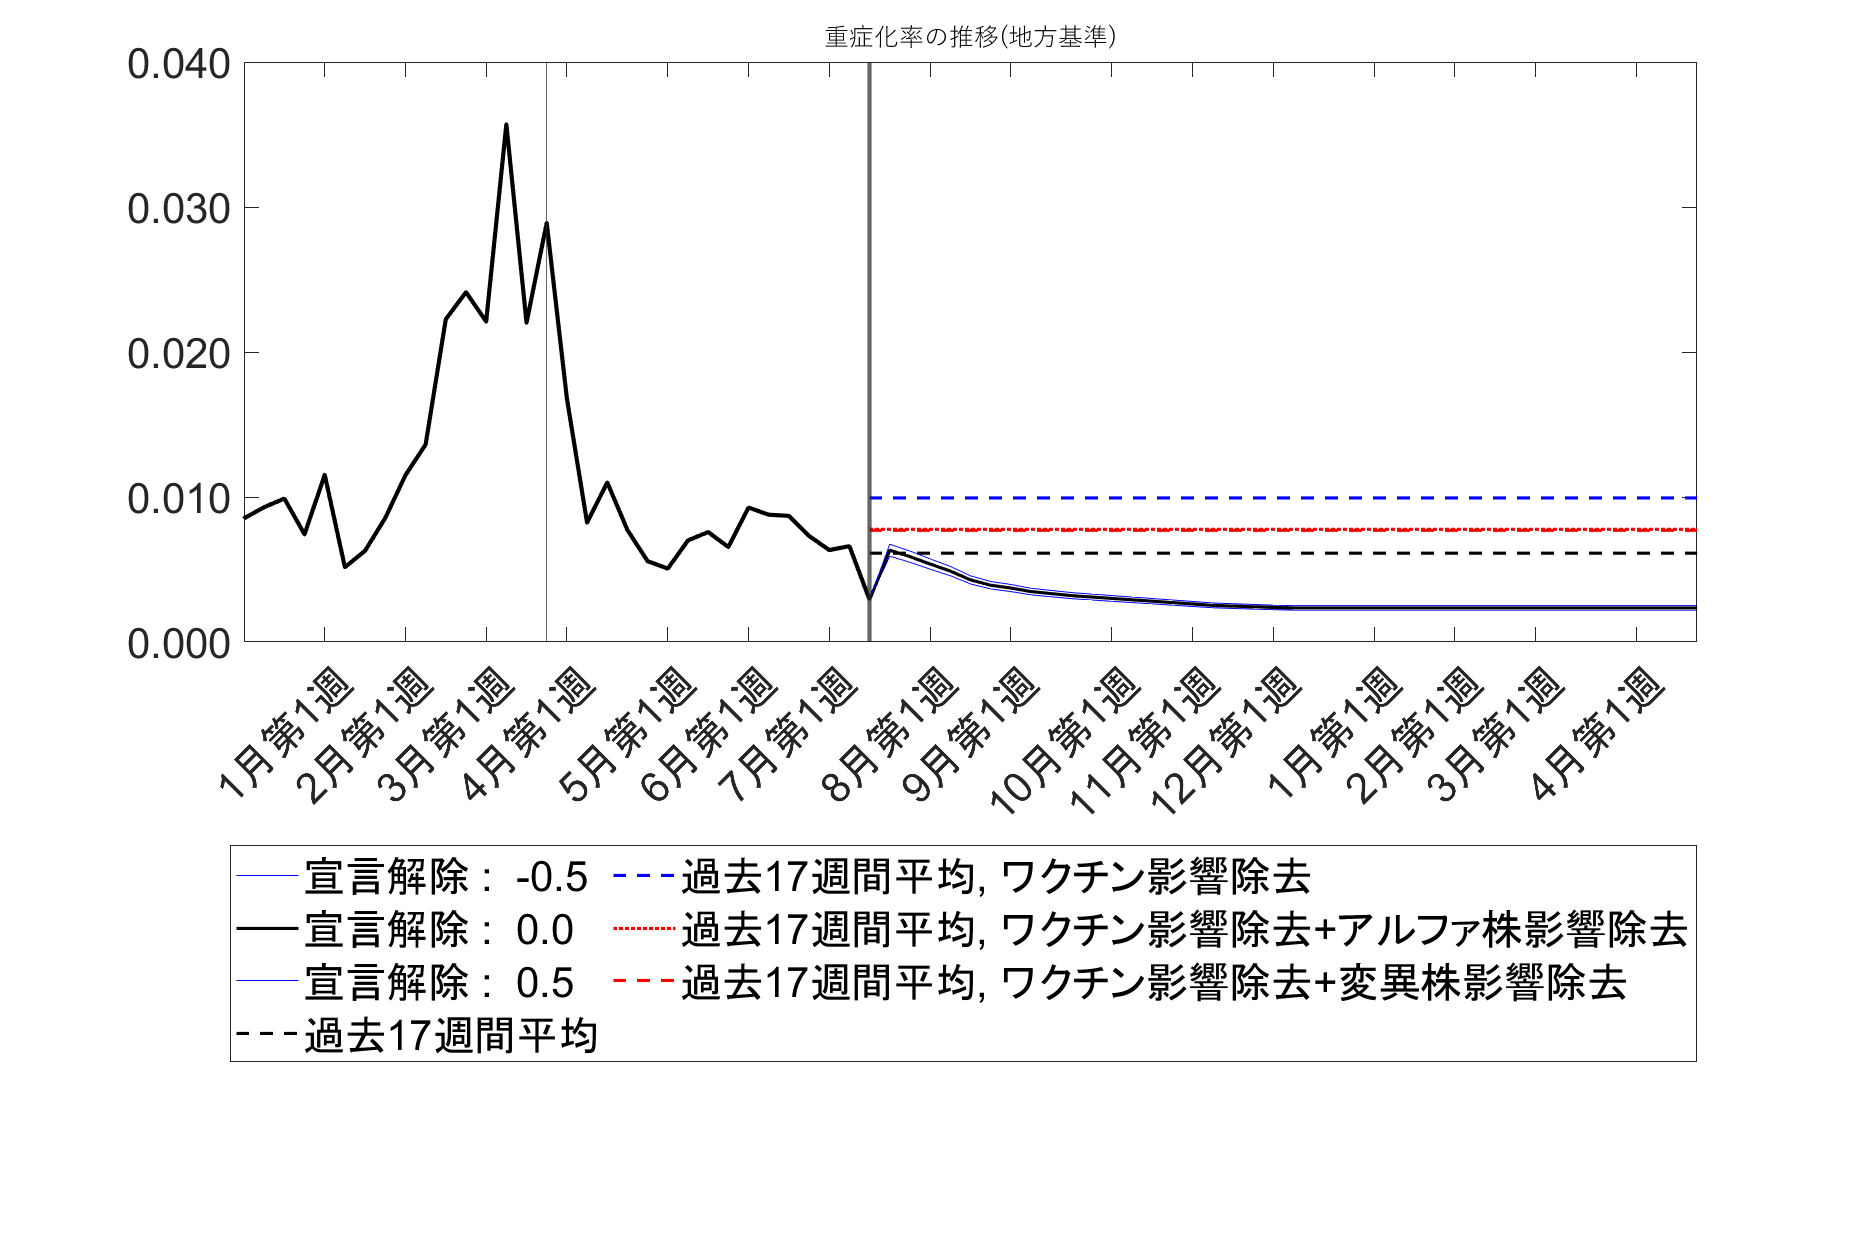 重症化率の推移(地方基準)
0.040
0.030
0.020
0.010
0.000
1月第1週
2月第1週
3月第1週
4月第1週
5月第1週
6月第1週
7月第1週
8月第1週
9月第1週
10月第1週
11月第1週
12月第1週
1月第1週
2月第1週
3月第1週
4月第1週
宣言解除： -0.5
宣言解除： 0.0
宣言解除： 0.5
過去17週間平均
過去17週間平均, ワクチン影響除去
過去17週間平均, ワクチン影響除去+アルファ株影響除去
過去17週間平均, ワクチン影響除去+変異株影響除去